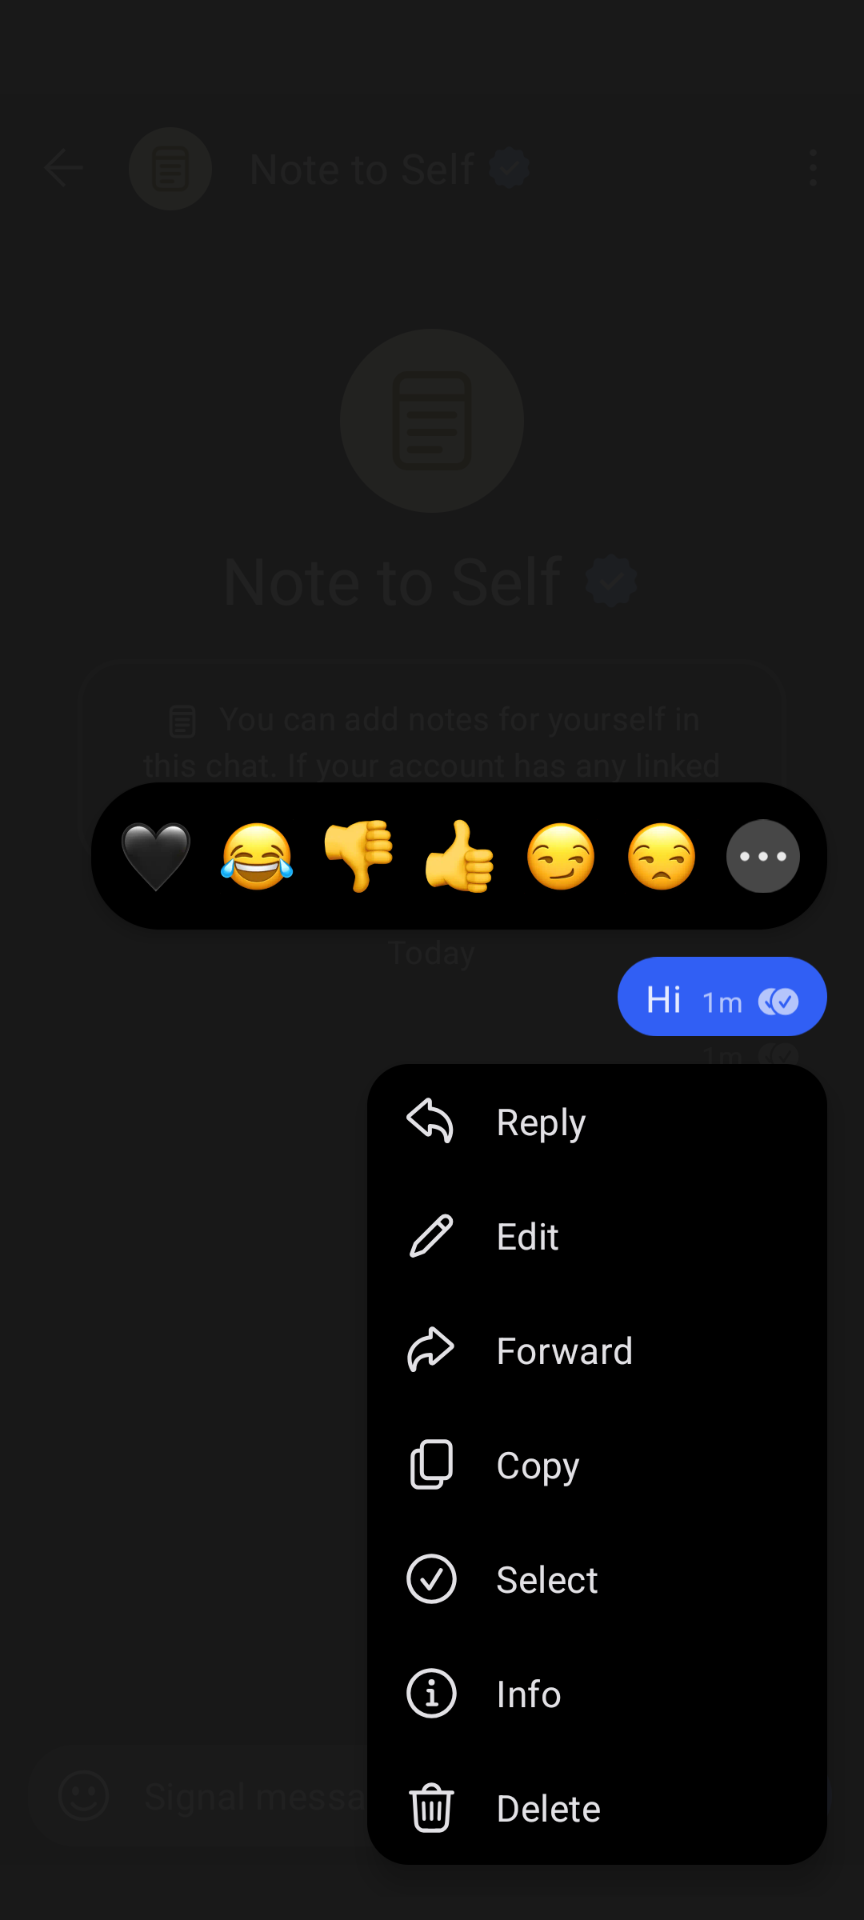 Note to Self
Note to Self
You can add notes for yourself in
this chat. If your account has any linked
Today
Hi 1m
1m
Reply
Edit
Forward
Copy
Select
Info
Delete
Signal messa